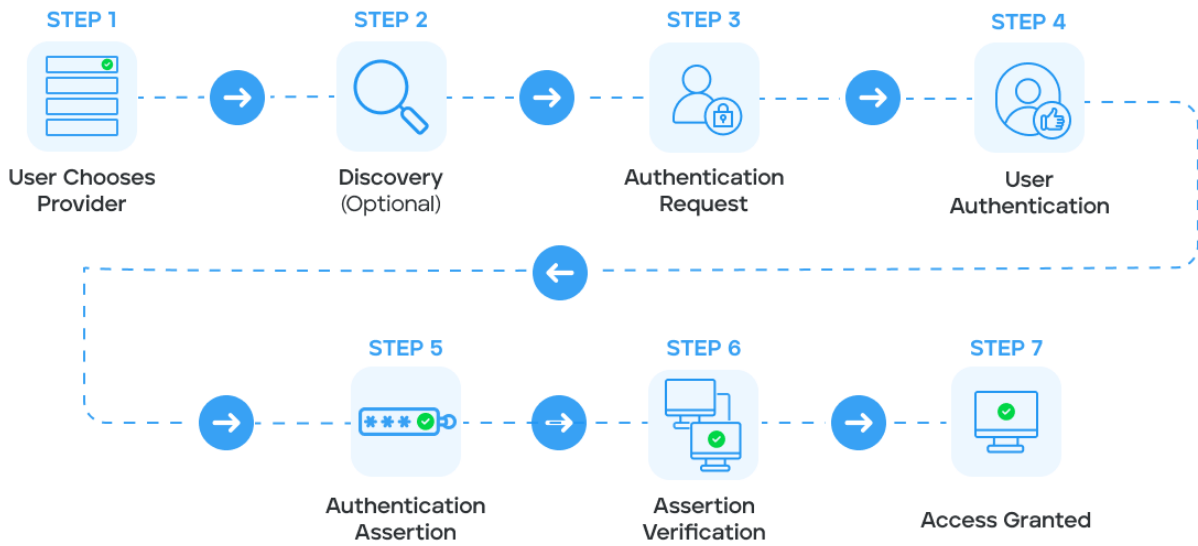 STEP 1
STEP 2
STEP 3
STEP 4
User Chooses
Provider
Discovery
(Optional)
Authentication
Request
User
Authentication
STEP 5
STEP 6
STEP 7
***
Authentication
Assertion
Assertion
Verification
Access Granted